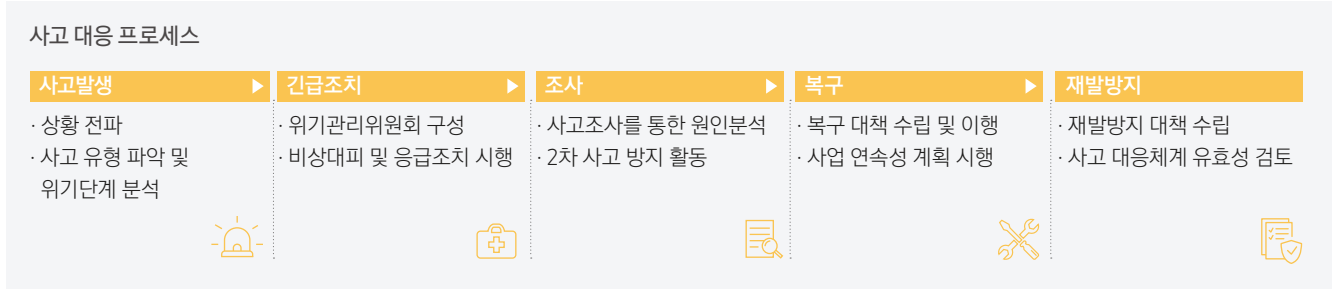 사고 대응 프로세스
사고발생
· 상황 전파
· 사고 유형 파악 및
위기단계 분석
긴급조치
· 위기관리위원회 구성
· 비상대피 및 응급조치 시행
조사
· 사고조사를 통한 원인분석
· 2차 사고 방지 활동
복구
· 복구 대책 수립 및 이행
· 사업 연속성 계획 시행
재발방지
· 재발방지 대책 수립
· 사고 대응체계 유효성 검토